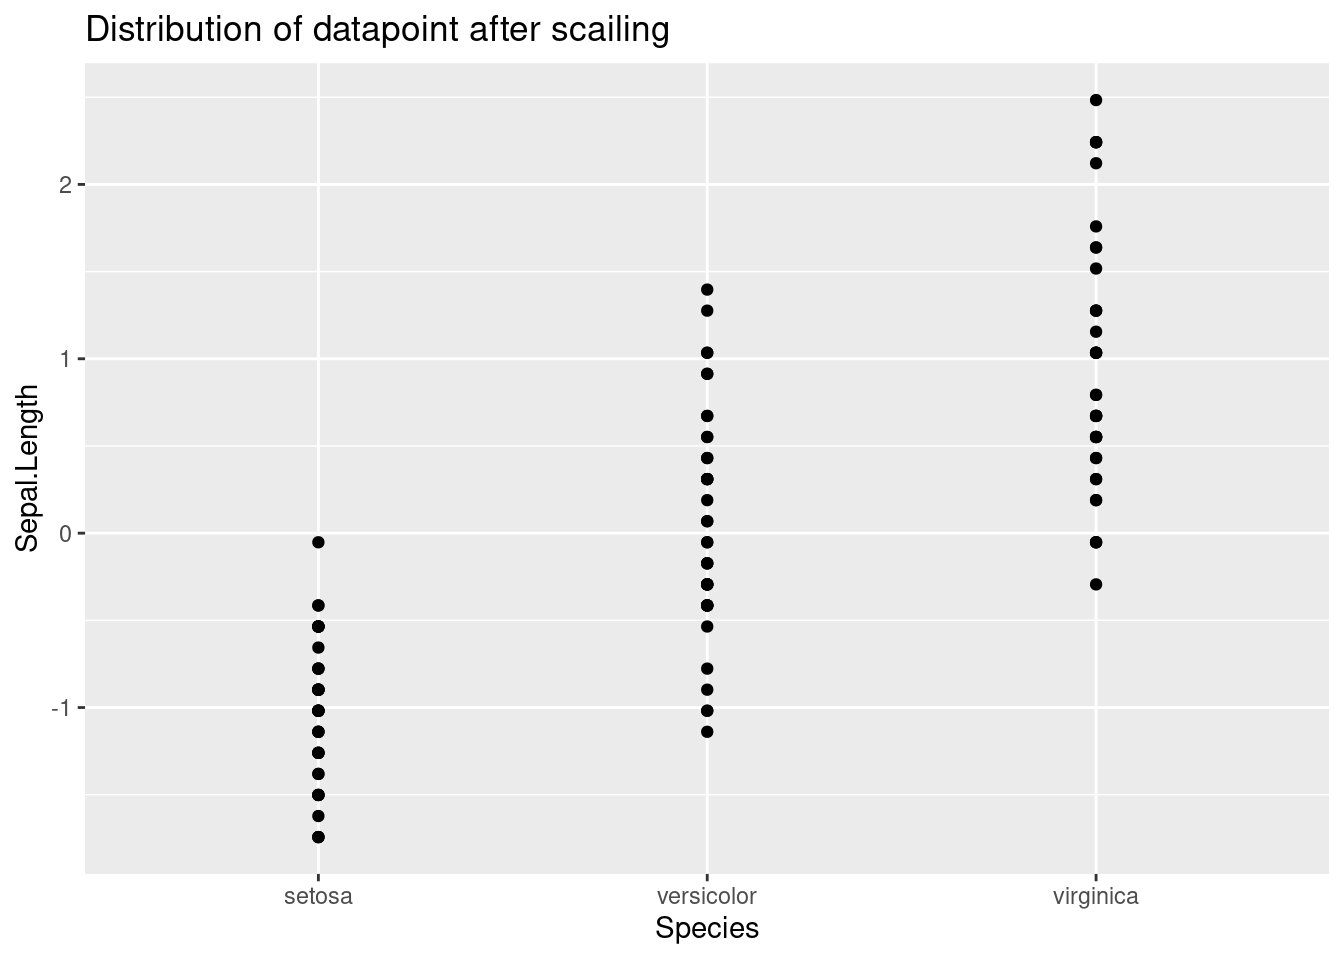 Distribution of datapoint after scailing
Sepal.Length
2
1
0
-1
setosa
versicolor
virginica
Species